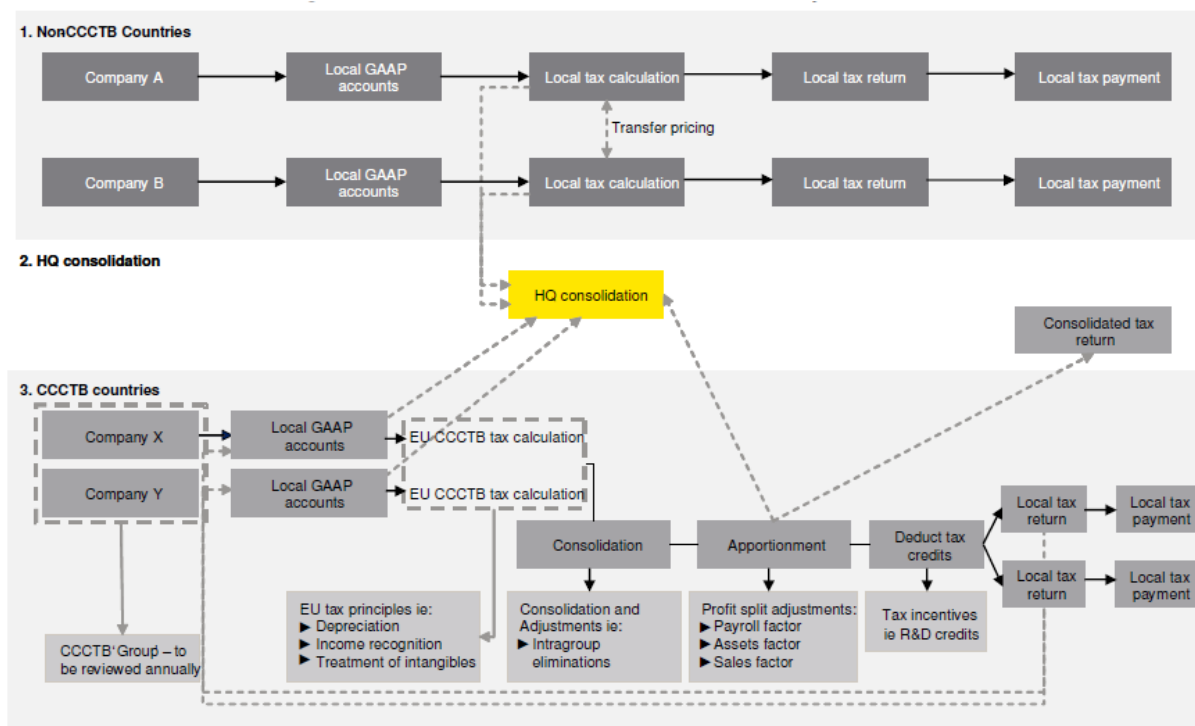 1. NonCCCTB Countries
Company A
Local GAAP
accounts
Local tax calculation
Local tax return
Local tax payment
Transfer pricing
Company B
Local GAAP
accounts
Local tax calculation
Local tax return
Local tax payment
2. HQ consolidation
HQ consolidation
Consolidated tax
return
3. CCCTB countries
Company X
Local GAAP
accounts
EU CCCTB tax calculation
Company Y
Local GAAP
accounts
EU CCCTB tax calculation
Consolidation
Apportionment
Deduct tax
credits
Local tax
return
Local tax
payment
Local tax
return
Local tax
payment
CCCTB 'Group' – to
be reviewed annually
EU tax principles ie:
► Depreciation
► Income recognition
► Treatment of intangibles
Consolidation and
Adjustments ie:
► Intragroup
eliminations
Profit split adjustments:
► Payroll factor
► Assets factor
► Sales factor
Tax incentives
ie R&D credits